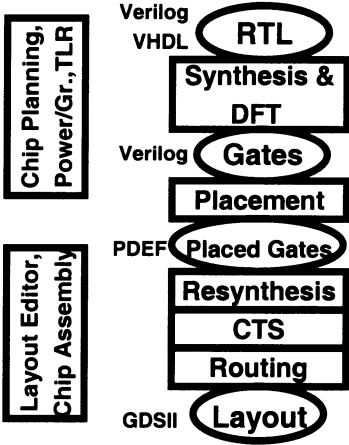 Chip Planning,
Power/Gr.,TLR
Layout Editor,
Chip Assembly
Verilog
VHDL
RTL
Synthesis &
DFT
Verilog
Gates
Placement
PDEF
Placed Gates
Resynthesis
CTS
Routing
GDSII
Layout